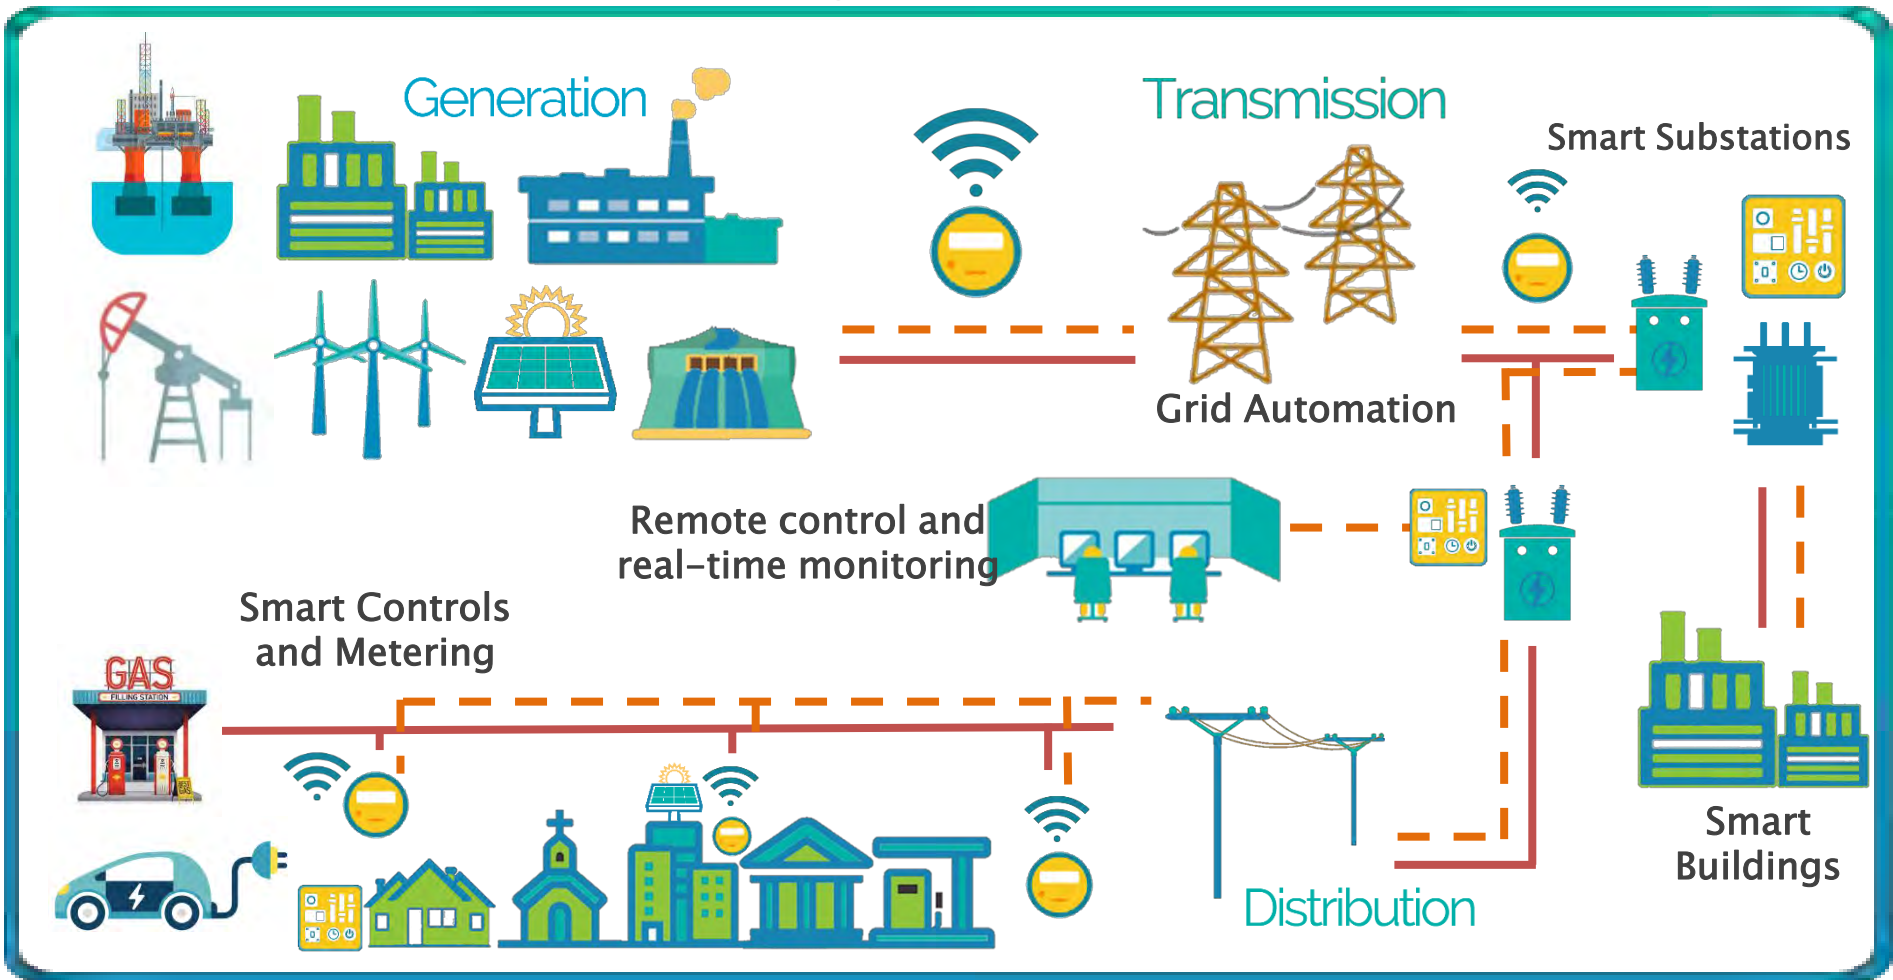 Generation
Transmission
Smart Substations
Grid Automation
Remote control and
real-time monitoring
Smart Controls
and Metering
GAS
FILLING STATION
Smart
Buildings
Distribution